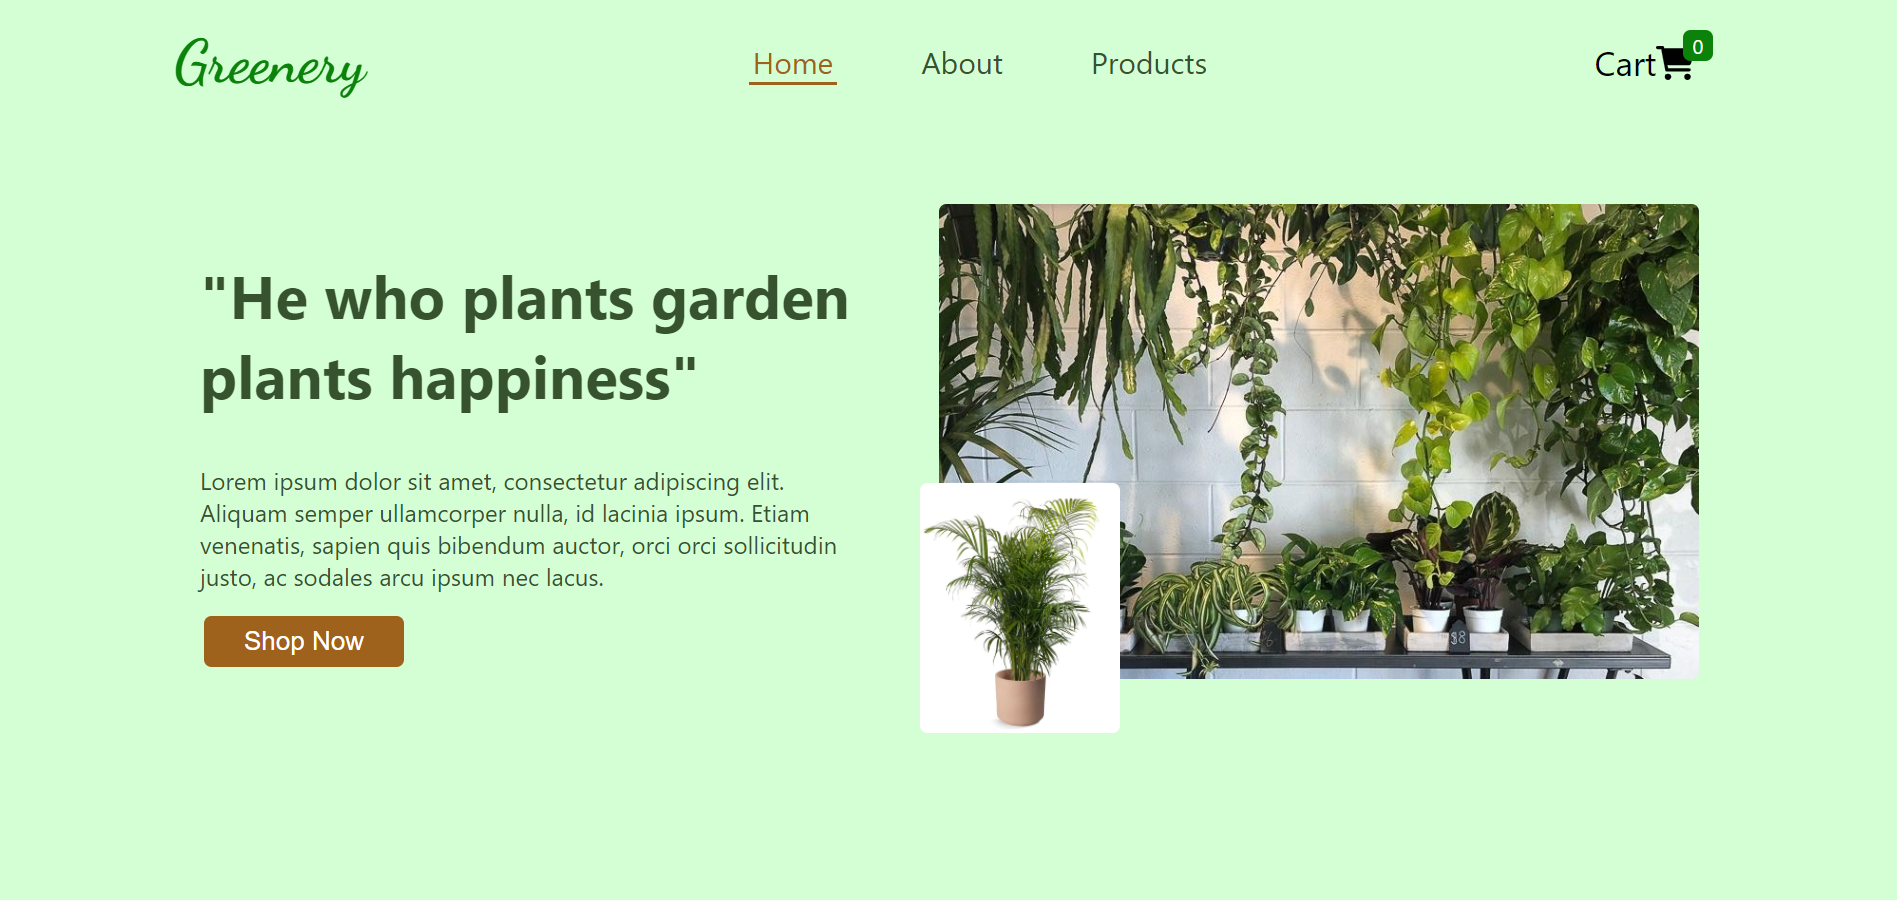 Greenery
Home
About
Products
Cart
0
"He who plants garden
plants happiness"
Lorem ipsum dolor sit amet, consectetur adipiscing elit.
Aliquam semper ullamcorper nulla, id lacinia ipsum. Etiam
venenatis, sapien quis bibendum auctor, orci orci sollicitudin
justo, ac sodales arcu ipsum nec lacus.
Shop Now